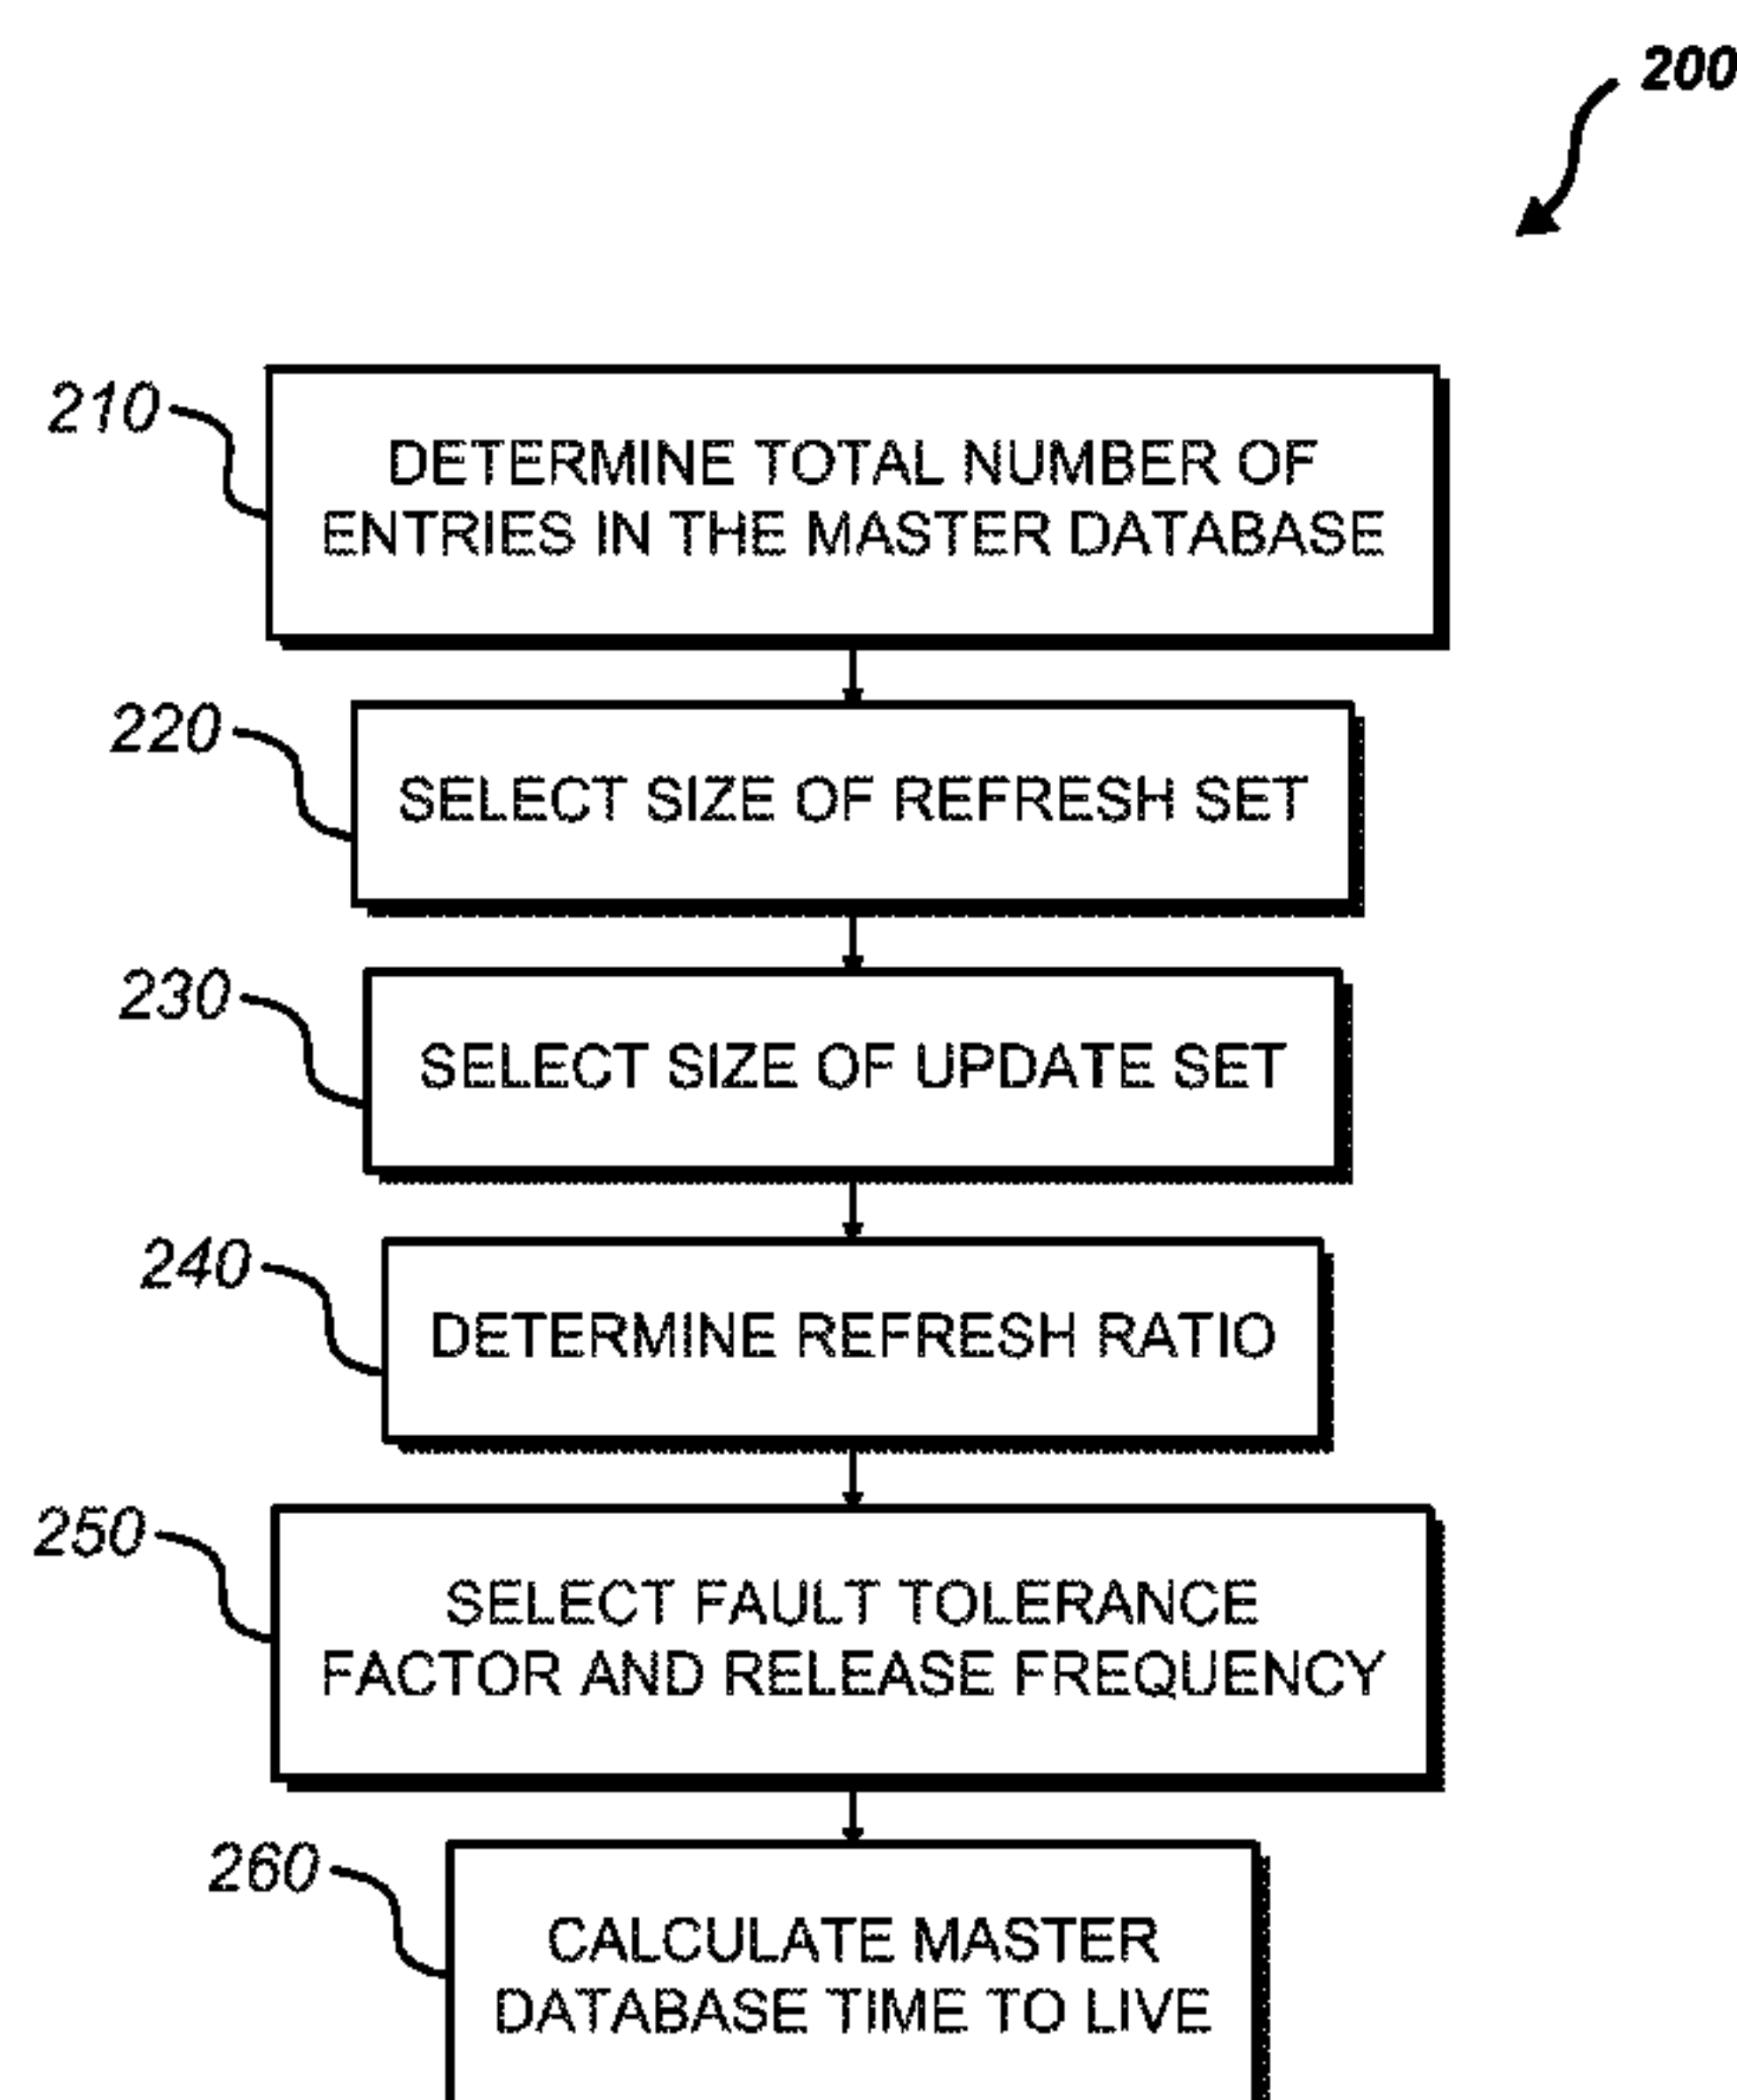 200
210
DETERMINE TOTAL NUMBER OF
ENTRIES IN THE MASTER DATABASE
220
SELECT SIZE OF REFRESH SET
230
SELECT SIZE OF UPDATE SET
240
DETERMINE REFRESH RATIO
250
SELECT FAULT TOLERANCE
FACTOR AND RELEASE FREQUENCY
260
CALCULATE MASTER
DATABASE TIME TO LIVE